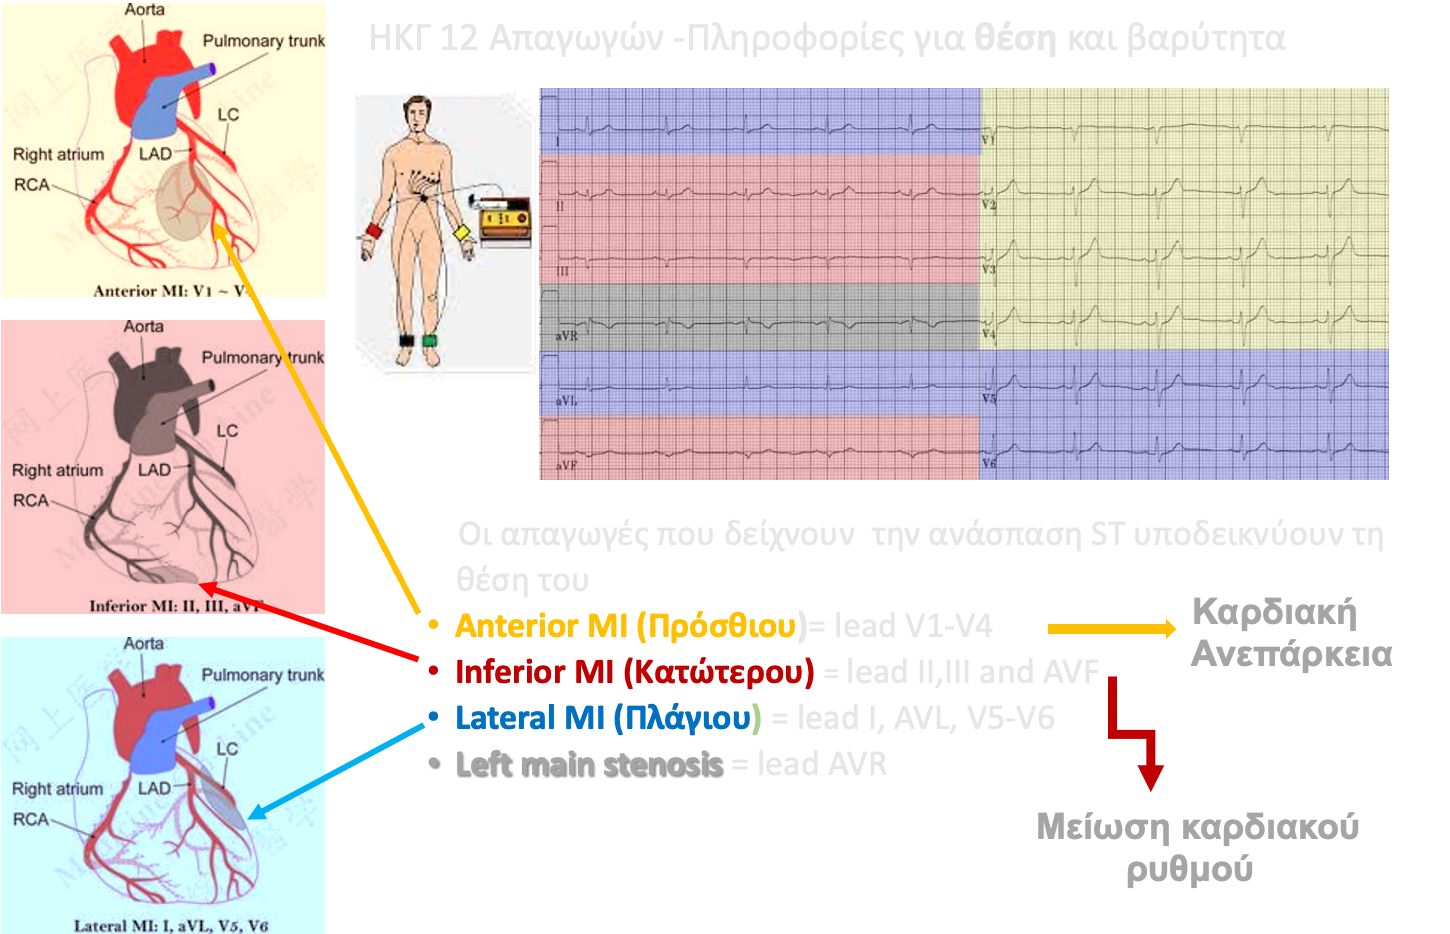 ΗΚΓ 12 Απαγωγών -Πληροφορίες για θέση και βαρύτητα
Aorta
Pulmonary trunk
LC
Right atrium
LAD
RCA
Anterior MI: V1 ~ V
Aorta
Pulmonary trunk
LC
Right atrium
LAD
RCA
Inferior MI: II, III, aVF
Aorta
Pulmonary trunk
LC
Right atrium
LAD
RCA
Lateral MI: I, aVL, V5, V6
I
V1
II
V2
III
V3
aVR
V4
aVL
V5
aVF
V6
Οι απαγωγές που δείχνουν την ανάσπαση ST υποδεικνύουν τη
θέση του
• Anterior MI (Πρόσθιου)= lead V1-V4
• Inferior MI (Κατώτερου) = lead II,III and AVF
• Lateral MI (Πλάγιου) = lead I, AVL, V5-V6
• Left main stenosis = lead AVR
Καρδιακή
Ανεπάρκεια
Μείωση καρδιακού
ρυθμού